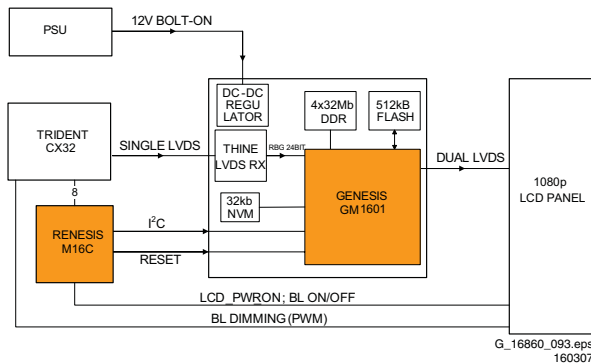 PSU
12V BOLT-ON
DC-DC
REGU
LATOR
4x32Mb
DDR
512kB
FLASH
TRIDENT
CX32
SINGLE LVDS
THINE
LVDS RX
RBG 24BIT
DUAL LVDS
1080p
LCD PANEL
GENESIS
GM1601
32kb
NVM
8
RENESIS
M16C
I²C
RESET
LCD_PWRON; BL ON/OFF
BL DIMMING (PWM)
G_16860_093.eps
160307